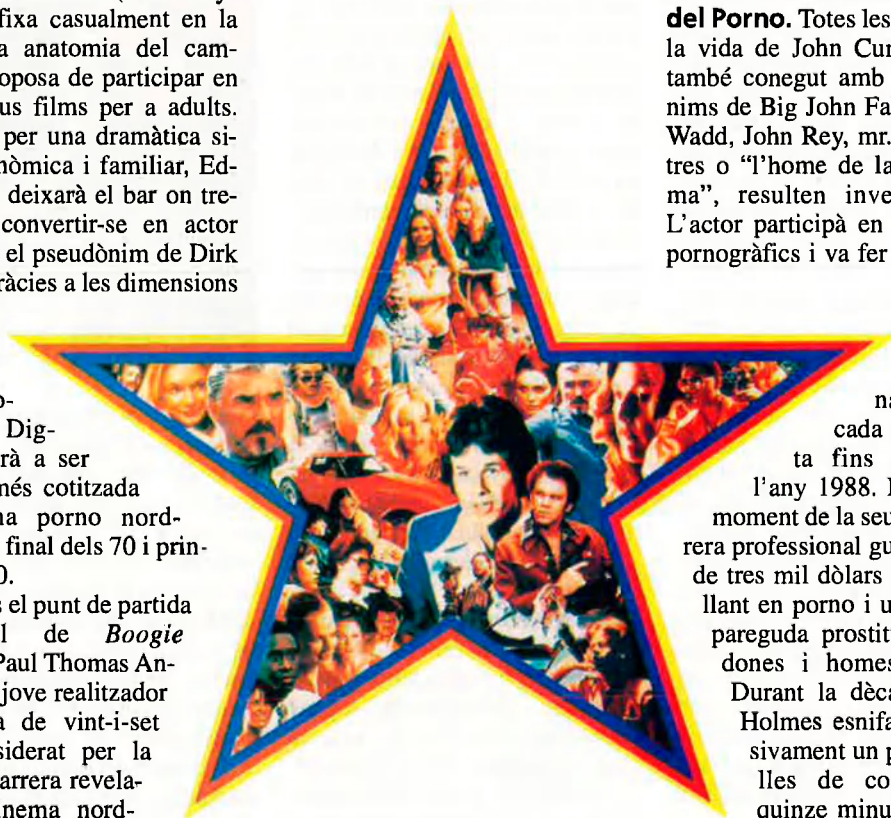 fixa casualment en la
a anatomia del cam-
oposa de participar en
us films per a adults.
per una dramàtica si-
nòmica i familiar, Ed-
deixarà el bar on tre-
convertir-se en actor
el pseudònim de Dirk
ràcies a les dimensions
o-
Dig-
rà a ser
més cotitzada
na porno nord-
final dels 70 i prin-
0.
s el punt de partida
l de Boogie
Paul Thomas An-
jove realitzador
a de vint-i-set
siderat per la
arrera revela-
nema nord-
del Porno. Totes les
la vida de John Cur
també conegut amb
nims de Big John Fa
Wadd, John Rey, mr.
tres o “l'home de la
ma”, resulten inve
L'actor participà en
pornogràfics i va fer
na
cada
ta fins
l'any 1988.
moment de la seu
rera professional gu
de tres mil dòlars
llant en porno i u
pareguda prostit
dones i homes
Durant la dèca
Holmes esnifa
sivament un p
lles de co
quinze minu